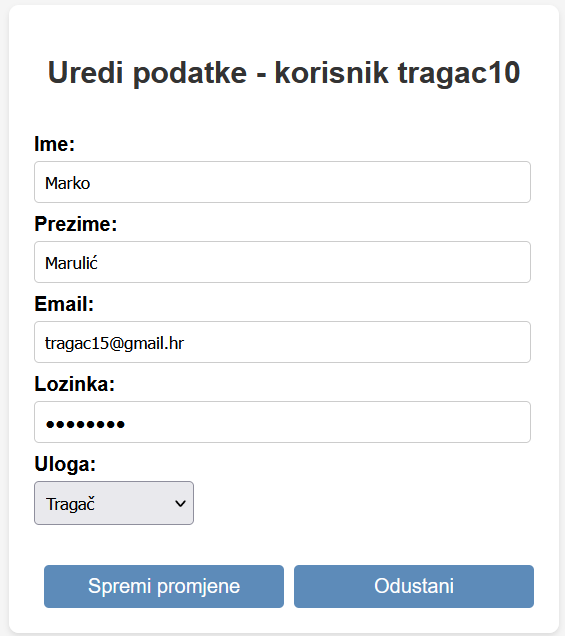 Uredi podatke - korisnik tragac10
Ime:
Marko
Prezime:
Marulić
Email:
tragac15@gmail.hr
Lozinka:
••••••••
Uloga:
Tragač
Spremi promjene
Odustani